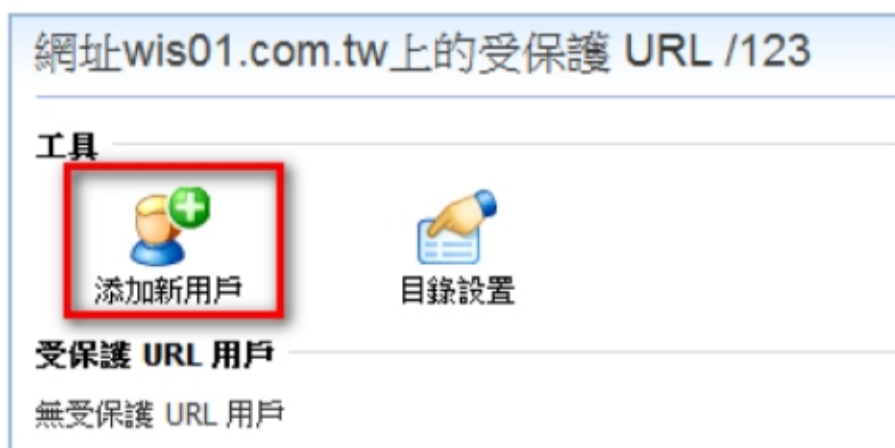 網址wis01.com.tw上的受保護 URL /123
工具
添加新用戶
目錄設置
受保護 URL 用戶
無受保護 URL 用戶